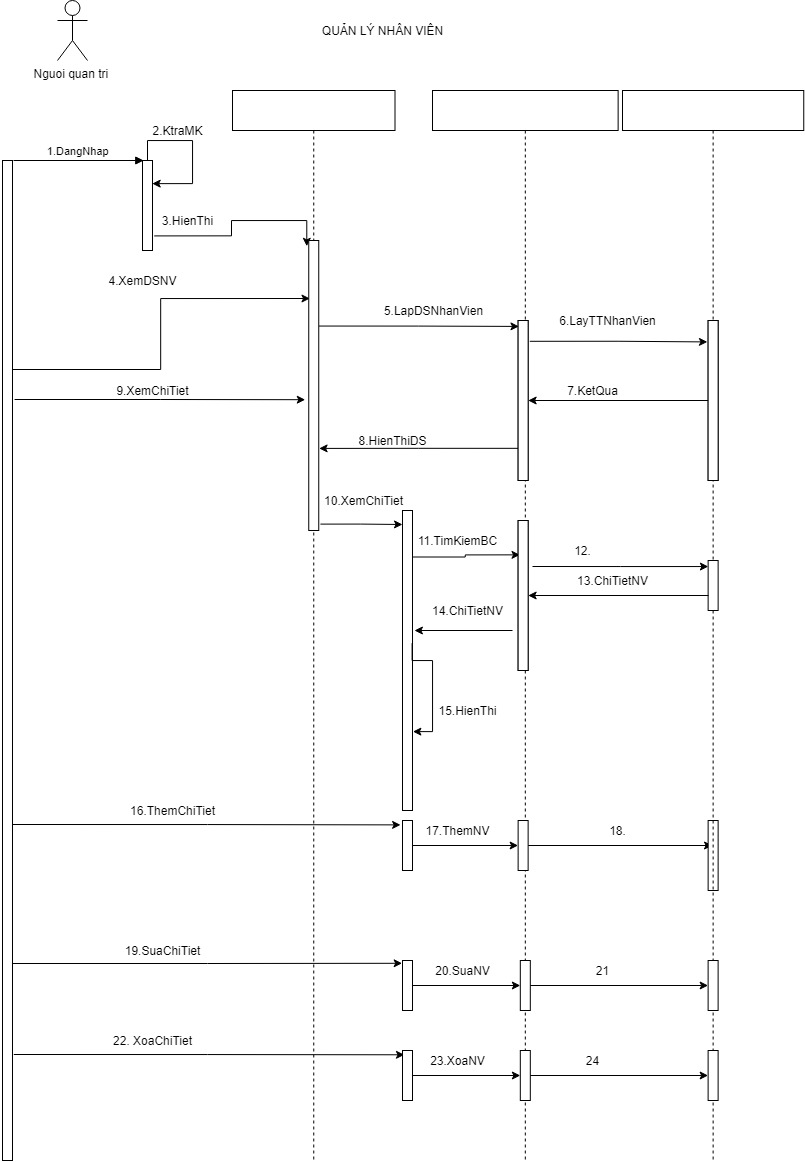 QUẢN LÝ NHÂN VIÊN
Nguoi quan tri
2.KtraMK
1.DangNhap
3.HienThi
4.XemDSNV
5.LapDSNhanVien
6.LayTTNhanVien
9.XemChiTiet
7.KetQua
8.HienThiDS
10.XemChiTiet
11.TimKiemBC
12.
13.ChiTietNV
14.ChiTietNV
15.HienThi
16.ThemChiTiet
17.ThemNV
18.
19.SuaChiTiet
20.SuaNV
21
22. XoaChiTiet
23.XoaNV
24